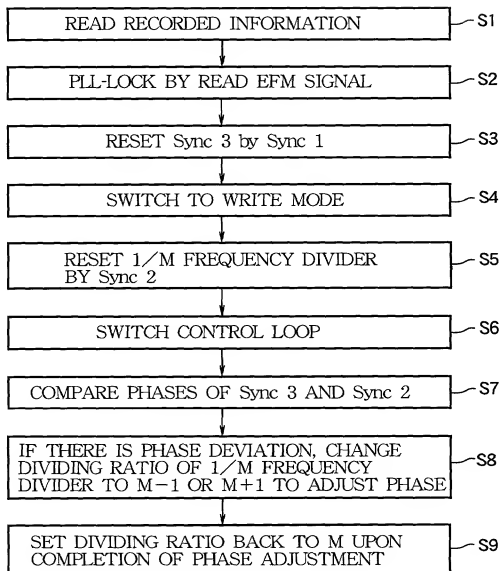 READ RECORDED INFORMATION
S1
PLL-LOCK BY READ EFM SIGNAL
S2
RESET Sync 3 by Sync 1
S3
SWITCH TO WRITE MODE
S4
RESET 1/M FREQUENCY DIVIDER
BY Sync 2
S5
SWITCH CONTROL LOOP
S6
COMPARE PHASES OF Sync 3 AND Sync 2
S7
IF THERE IS PHASE DEVIATION, CHANGE
DIVIDING RATIO OF 1/M FREQUENCY
DIVIDER TO M-1 OR M+1 TO ADJUST PHASE
S8
SET DIVIDING RATIO BACK TO M UPON
COMPLETION OF PHASE ADJUSTMENT
S9